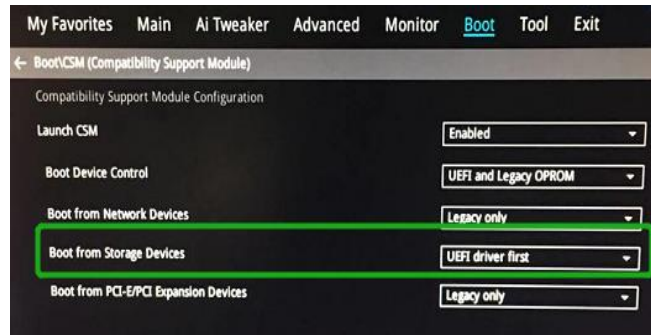 My Favorites Main Ai Tweaker Advanced Monitor Boot Tool Exit
← Boot\CSM (Compatibility Support Module)
Compatibility Support Module Configuration
Launch CSM Enabled
Boot Device Control UEFI and Legacy OPROM
Boot from Network Devices Legacy only
Boot from Storage Devices UEFI driver first
Boot from PCI-E/PCI Expansion Devices Legacy only